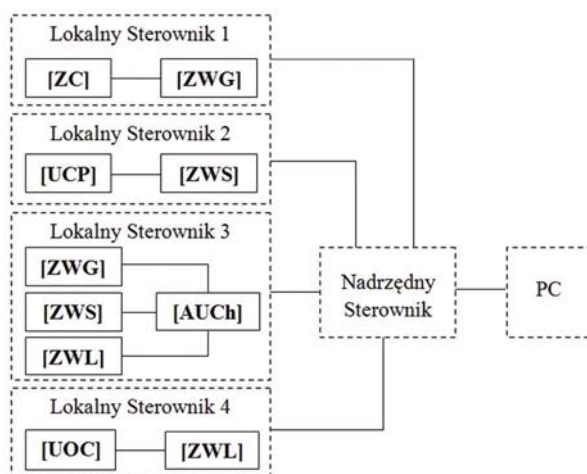 Lokalny Sterownik 1
[ZC] [ZWG]
Lokalny Sterownik 2
[UCP] [ZWS]
Lokalny Sterownik 3
[ZWG]
[ZWS] [AUCh]
[ZWL]
Lokalny Sterownik 4
[UOC] [ZWL]
Nadrzędny
Sterownik
PC